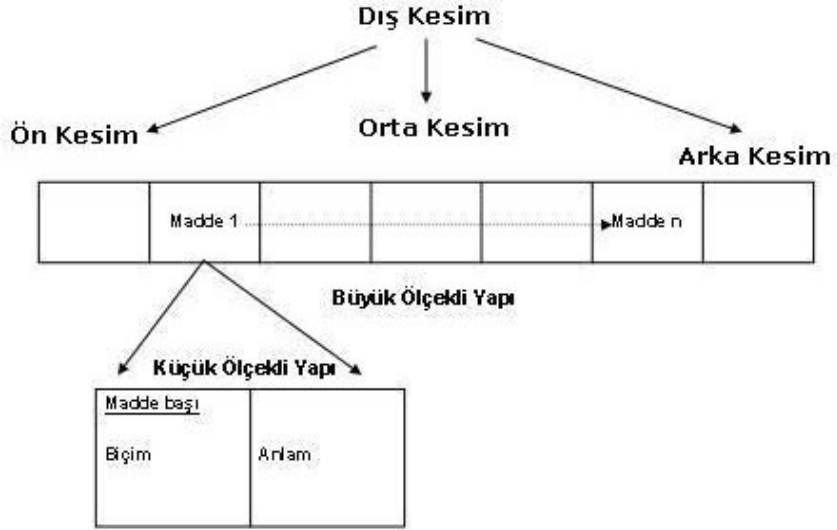 Dış Kesim
Ön Kesim
Orta Kesim
Arka Kesim
Madde 1
Madde n
Büyük Ölçekli Yapı
Küçük Ölçekli Yapı
Madde başı
Biçim
Anlam